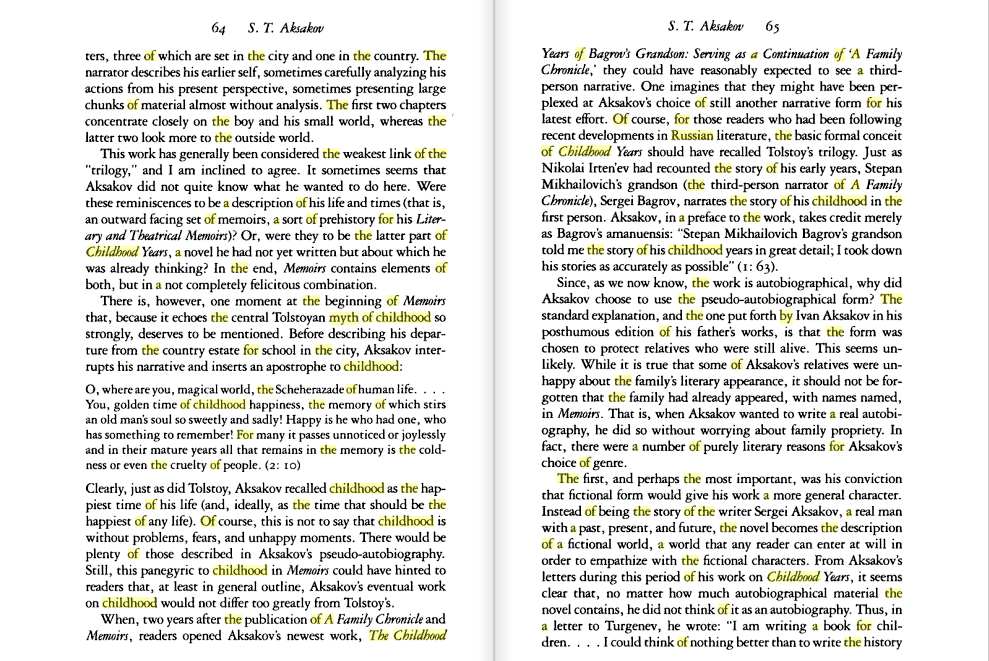 64 S. T. Aksakov
ters, three of which are set in the city and one in the country. The
narrator describes his earlier self, sometimes carefully analyzing his
actions from his present perspective, sometimes presenting large
chunks of material almost without analysis. The first two chapters
concentrate closely on the boy and his small world, whereas the
latter two look more to the outside world.
This work has generally been considered the weakest link of the
“trilogy,” and I am inclined to agree. It sometimes seems that
Aksakov did not quite know what he wanted to do here. Were
these reminiscences to be a description of his life and times (that is,
an outward facing set of memoirs, a sort of prehistory for his Liter-
ary and Theatrical Memoirs)? Or, were they to be the latter part of
Childhood Years, a novel he had not yet written but about which he
was already thinking? In the end, Memoirs contains elements of
both, but in a not completely felicitous combination.
There is, however, one moment at the beginning of Memoirs
that, because it echoes the central Tolstoyan myth of childhood so
strongly, deserves to be mentioned. Before describing his depar-
ture from the country estate for school in the city, Aksakov inter-
rupts his narrative and inserts an apostrophe to childhood:
O, where are you, magical world, the Scheherazade of human life. . . .
You, golden time of childhood happiness, the memory of which stirs
an old man's soul so sweetly and sadly! Happy is he who had one, who
has something to remember! For many it passes unnoticed or joylessly
and in their mature years all that remains in the memory is the cold-
ness or even the cruelty of people. (2: 10)
Clearly, just as did Tolstoy, Aksakov recalled childhood as the hap-
piest time of his life (and, ideally, as the time that should be the
happiest of any life). Of course, this is not to say that childhood is
without problems, fears, and unhappy moments. There would be
plenty of those described in Aksakov's pseudo-autobiography.
Still, this panegyric to childhood in Memoirs could have hinted to
readers that, at least in general outline, Aksakov's eventual work
on childhood would not differ too greatly from Tolstoy's.
When, two years after the publication of A Family Chronicle and
Memoirs, readers opened Aksakov's newest work, The Childhood
S. T. Aksakov 65
Years of Bagrov's Grandson: Serving as a Continuation of ‘A Family
Chronicle,’ they could have reasonably expected to see a third-
person narrative. One imagines that they might have been per-
plexed at Aksakov's choice of still another narrative form for his
latest effort. Of course, for those readers who had been following
recent developments in Russian literature, the basic formal conceit
of Childhood Years should have recalled Tolstoy's trilogy. Just as
Nikolai Irten'ev had recounted the story of his early years, Stepan
Mikhailovich's grandson (the third-person narrator of A Family
Chronicle), Sergei Bagrov, narrates the story of his childhood in the
first person. Aksakov, in a preface to the work, takes credit merely
as Bagrov's amanuensis: “Stepan Mikhailovich Bagrov's grandson
told me the story of his childhood years in great detail; I took down
his stories as accurately as possible” (1: 63).
Since, as we now know, the work is autobiographical, why did
Aksakov choose to use the pseudo-autobiographical form? The
standard explanation, and the one put forth by Ivan Aksakov in his
posthumous edition of his father's works, is that the form was
chosen to protect relatives who were still alive. This seems un-
likely. While it is true that some of Aksakov's relatives were un-
happy about the family's literary appearance, it should not be for-
gotten that the family had already appeared, with names named,
in Memoirs. That is, when Aksakov wanted to write a real autobi-
ography, he did so without worrying about family propriety. In
fact, there were a number of purely literary reasons for Aksakov's
choice of genre.
The first, and perhaps the most important, was his conviction
that fictional form would give his work a more general character.
Instead of being the story of the writer Sergei Aksakov, a real man
with a past, present, and future, the novel becomes the description
of a fictional world, a world that any reader can enter at will in
order to empathize with the fictional characters. From Aksakov's
letters during this period of his work on Childhood Years, it seems
clear that, no matter how much autobiographical material the
novel contains, he did not think of it as an autobiography. Thus, in
a letter to Turgenev, he wrote: “I am writing a book for chil-
dren. . . . I could think of nothing better than to write the history